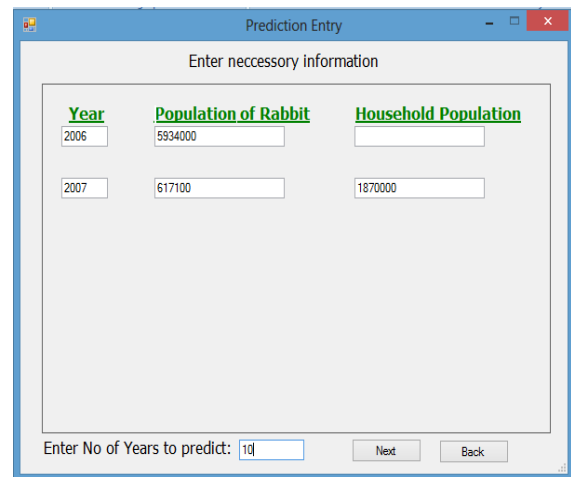 Prediction Entry
Enter neccessory information
Year Population of Rabbit Household Population
2006 5934000
2007 617100 1870000
Enter No of Years to predict: 10 Next Back